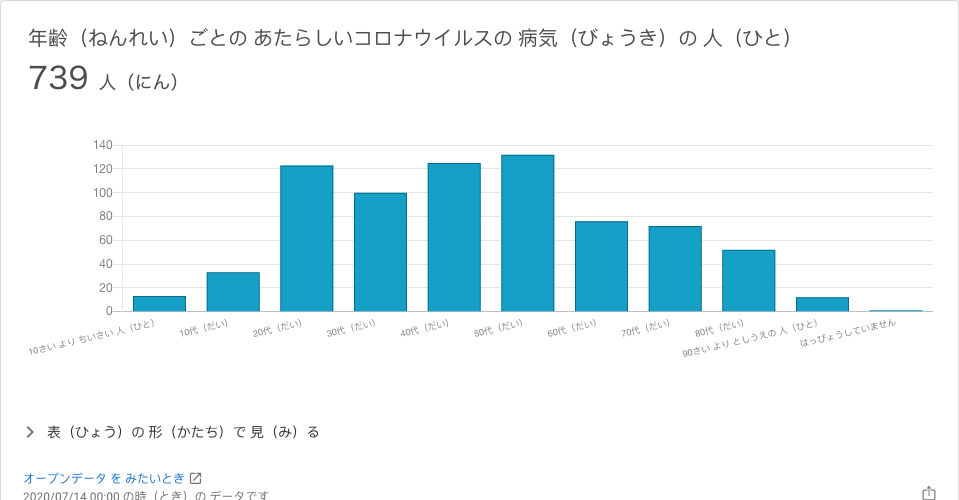 年齢（ねんれい）ごとの あたらしいコロナウイルスの 病気（びょうき）の 人（ひと）
739 人（にん）
140
120
100
80
60
40
20
0
10さい より ちいさい 人（ひと）
10代（だい）
20代（だい）
30代（だい）
40代（だい）
50代（だい）
60代（だい）
70代（だい）
80代（だい）
90さい より としうえの 人（ひと）
はっぴょうしていません
表（ひょう）の 形（かたち）で 見（み）る
オープンデータ を みたいとき
2020/07/14 00:00 の時（とき）の データです